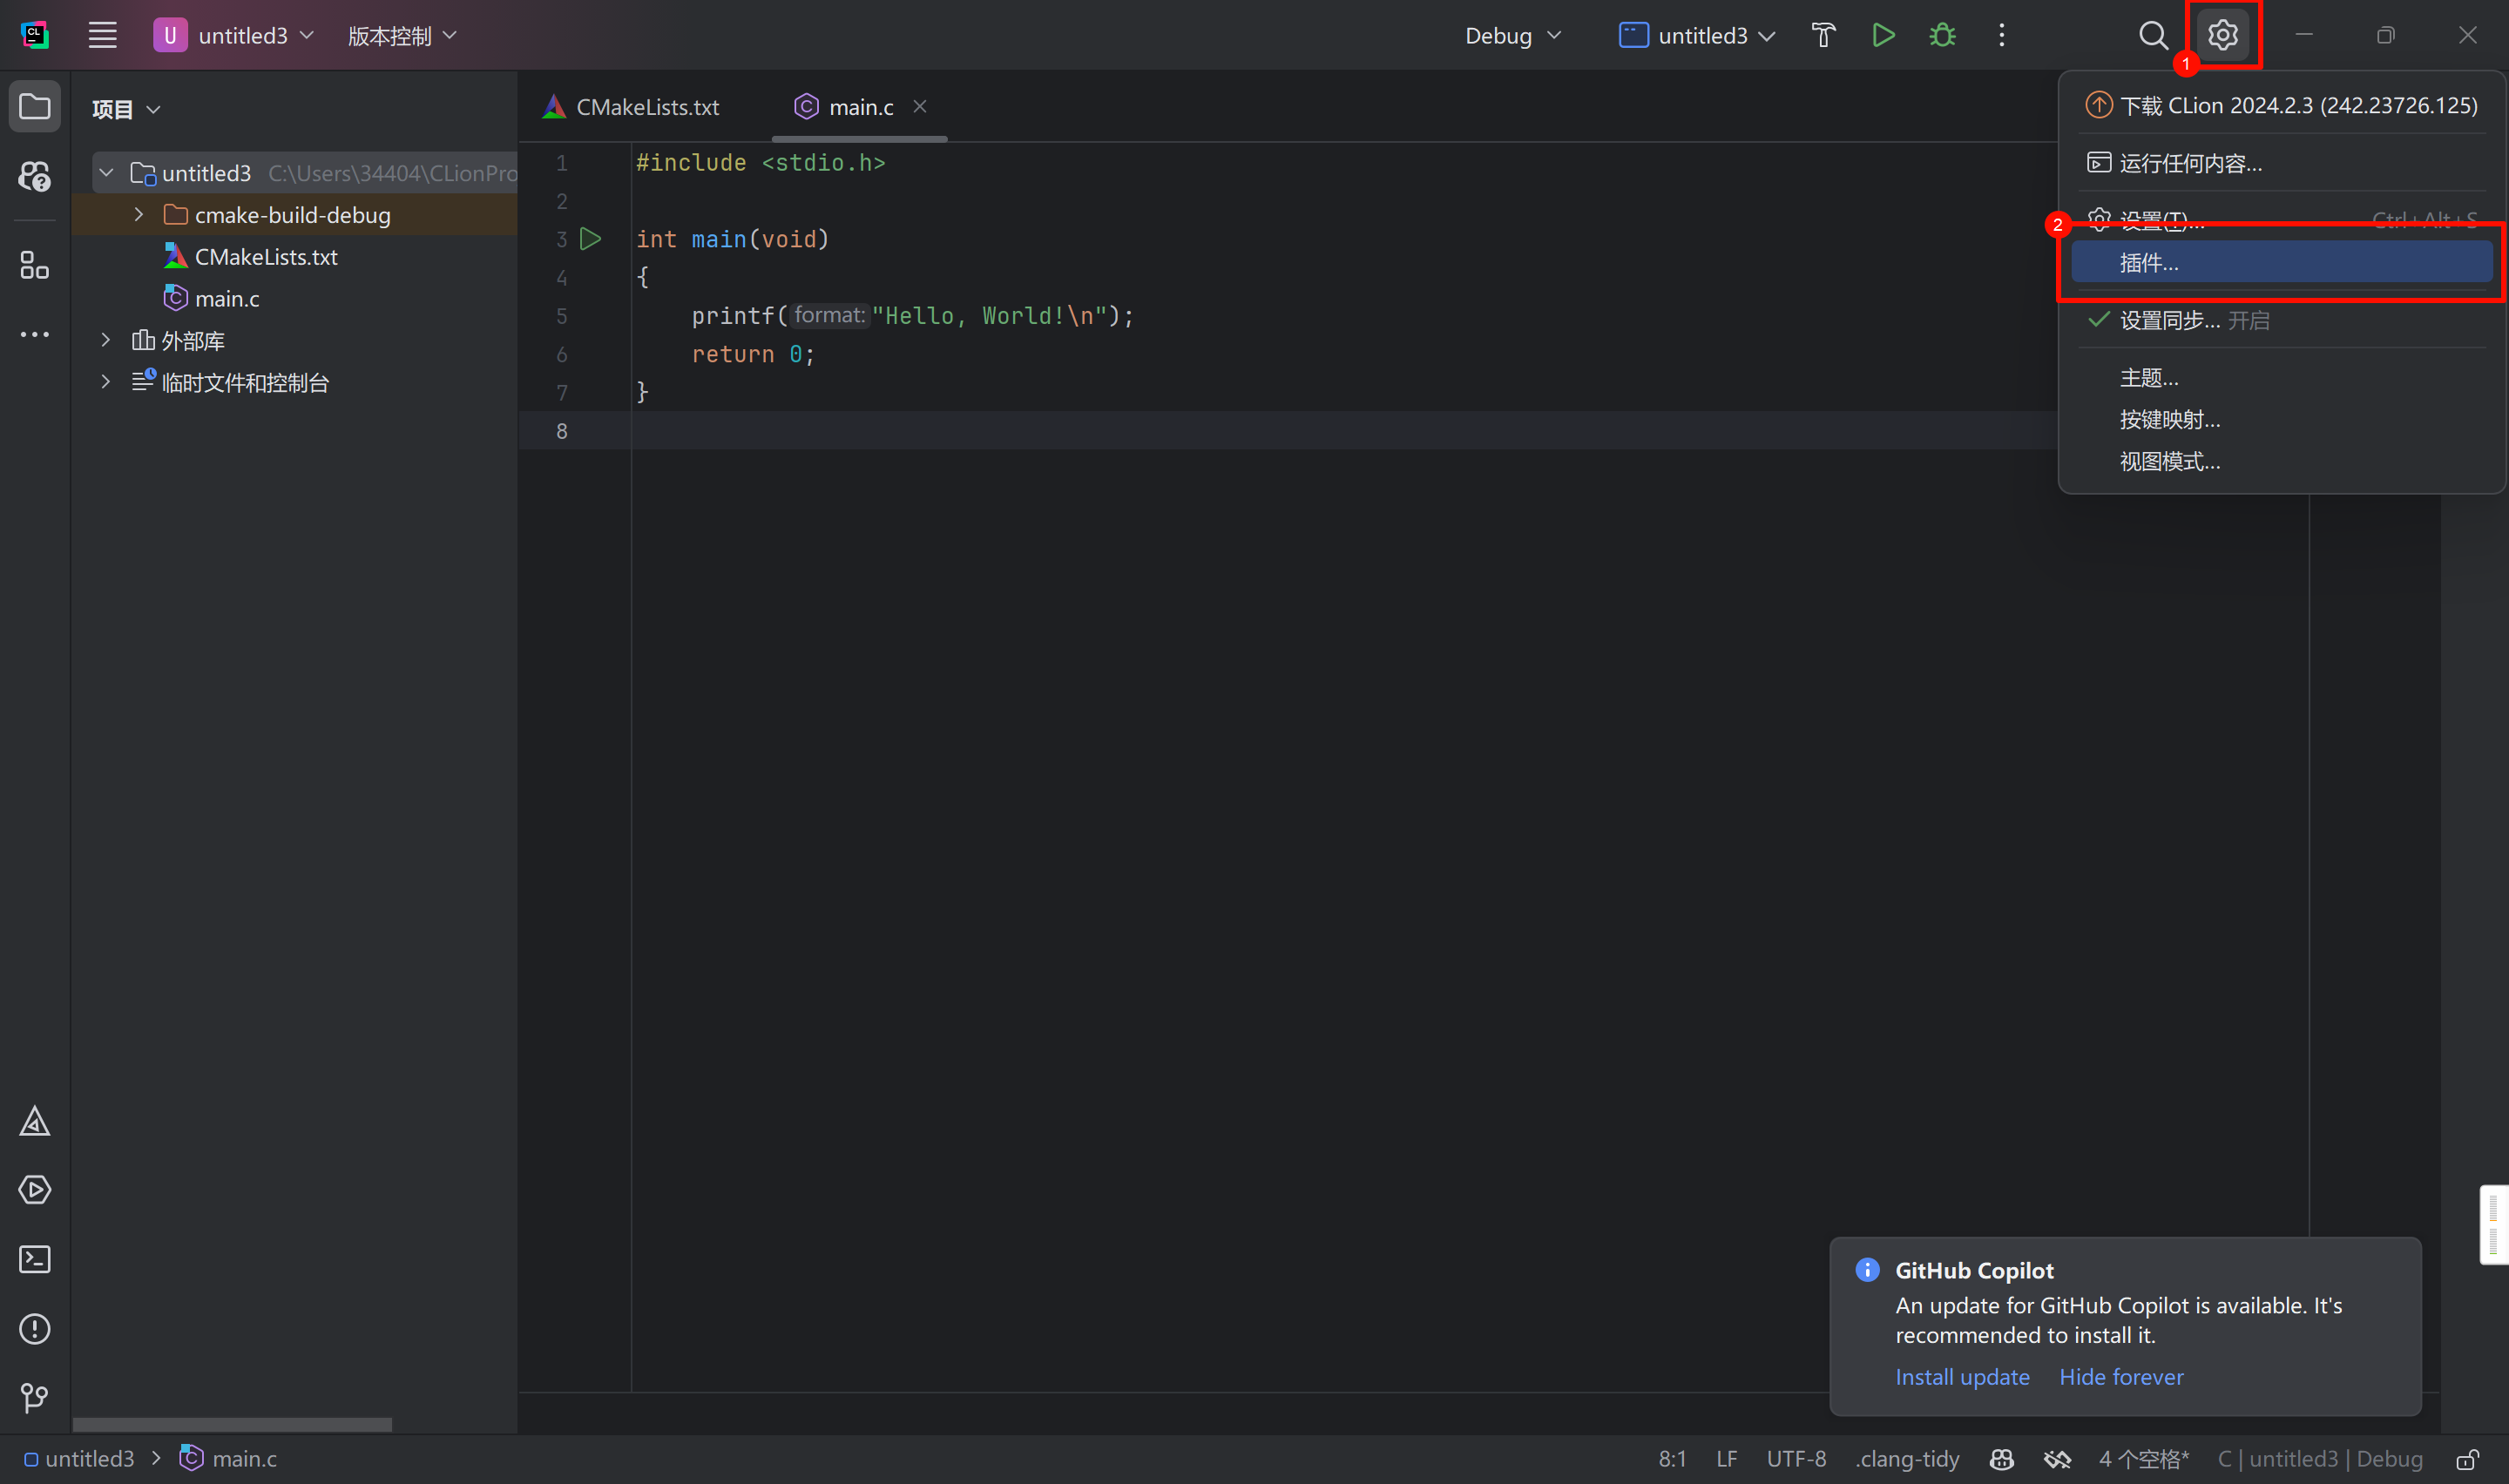 CL
U untitled3
版本控制
Debug
untitled3
1
项目
CMakeLists.txt
main.c
下载 CLion 2024.2.3 (242.23726.125)
运行任何内容...
设置(T)... Ctrl+Alt+S
2
插件...
设置同步... 开启
主题...
按键映射...
视图模式...
untitled3 C:\Users\34404\CLionPro
cmake-build-debug
CMakeLists.txt
main.c
外部库
临时文件和控制台
1 #include <stdio.h>
2
3 int main(void)
4 {
5 printf( format: "Hello, World!\n");
6 return 0;
7 }
8
GitHub Copilot
An update for GitHub Copilot is available. It's
recommended to install it.
Install update Hide forever
untitled3 > main.c
8:1 LF UTF-8 .clang-tidy 4 个空格* C | untitled3 | Debug